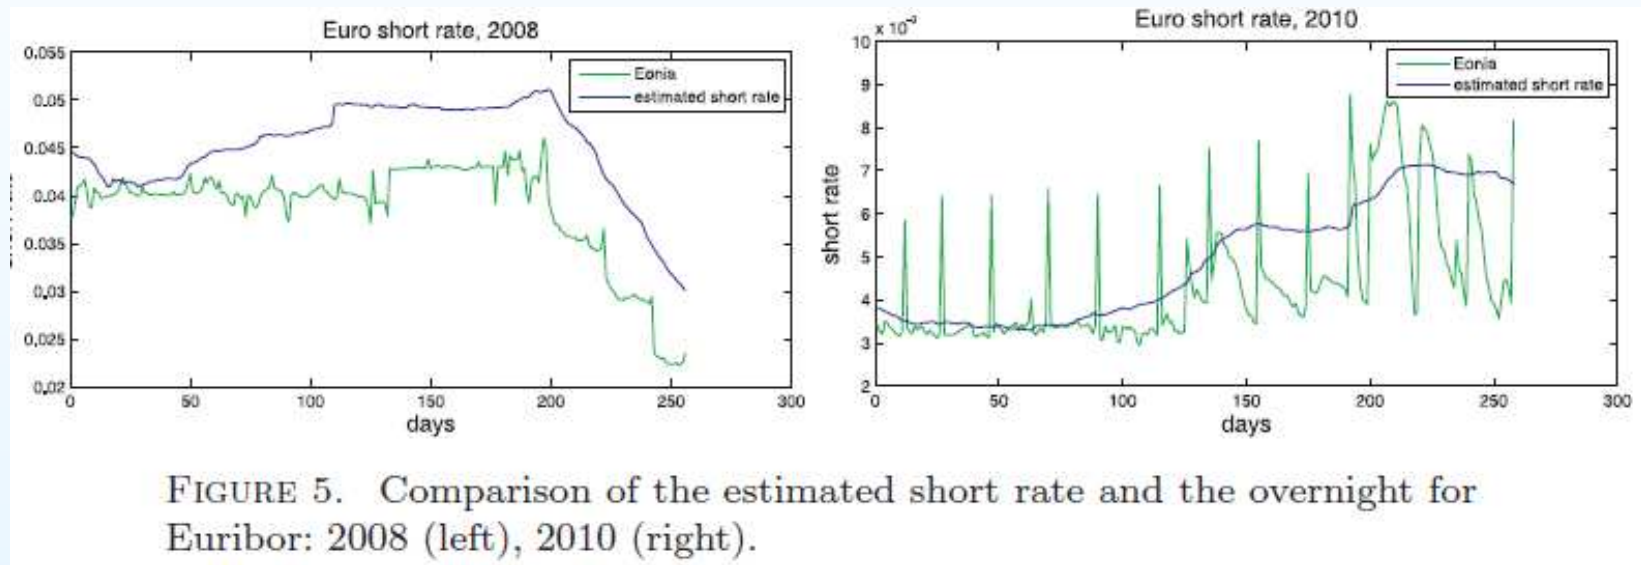 Euro short rate, 2008
0.055
0.05
0.045
0.04
0.035
0.03
0.025
0.02
0
50
100
150
200
250
300
days
Eonia
estimated short rate
Euro short rate, 2010
x 10⁻³
10
9
8
7
6
5
4
3
2
short rate
0
50
100
150
200
250
300
days
Eonia
estimated short rate
FIGURE 5. Comparison of the estimated short rate and the overnight for
Euribor: 2008 (left), 2010 (right).